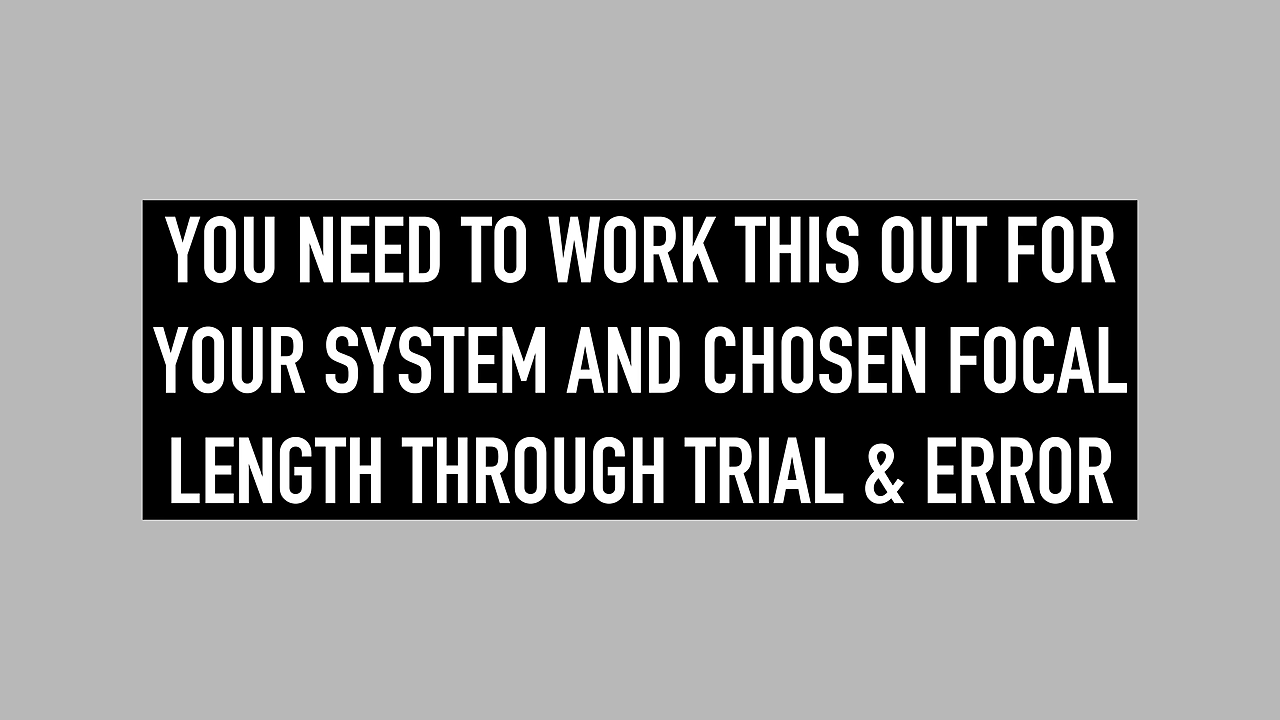 YOU NEED TO WORK THIS OUT FOR
YOUR SYSTEM AND CHOSEN FOCAL
LENGTH THROUGH TRIAL & ERROR